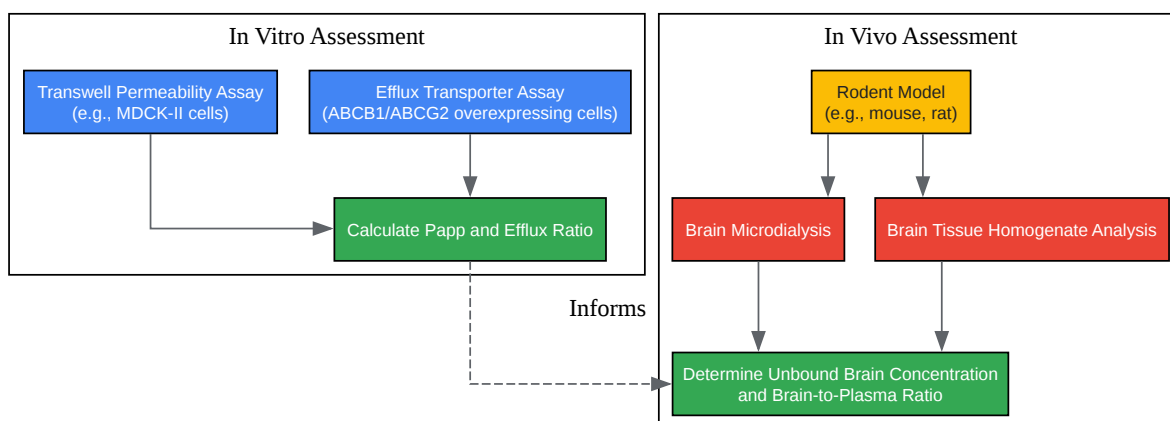 In Vitro Assessment
Transwell Permeability Assay
(e.g., MDCK-II cells)
Efflux Transporter Assay
(ABCB1/ABCG2 overexpressing cells)
Calculate Papp and Efflux Ratio
Informs
In Vivo Assessment
Rodent Model
(e.g., mouse, rat)
Brain Microdialysis
Brain Tissue Homogenate Analysis
Determine Unbound Brain Concentration
and Brain-to-Plasma Ratio